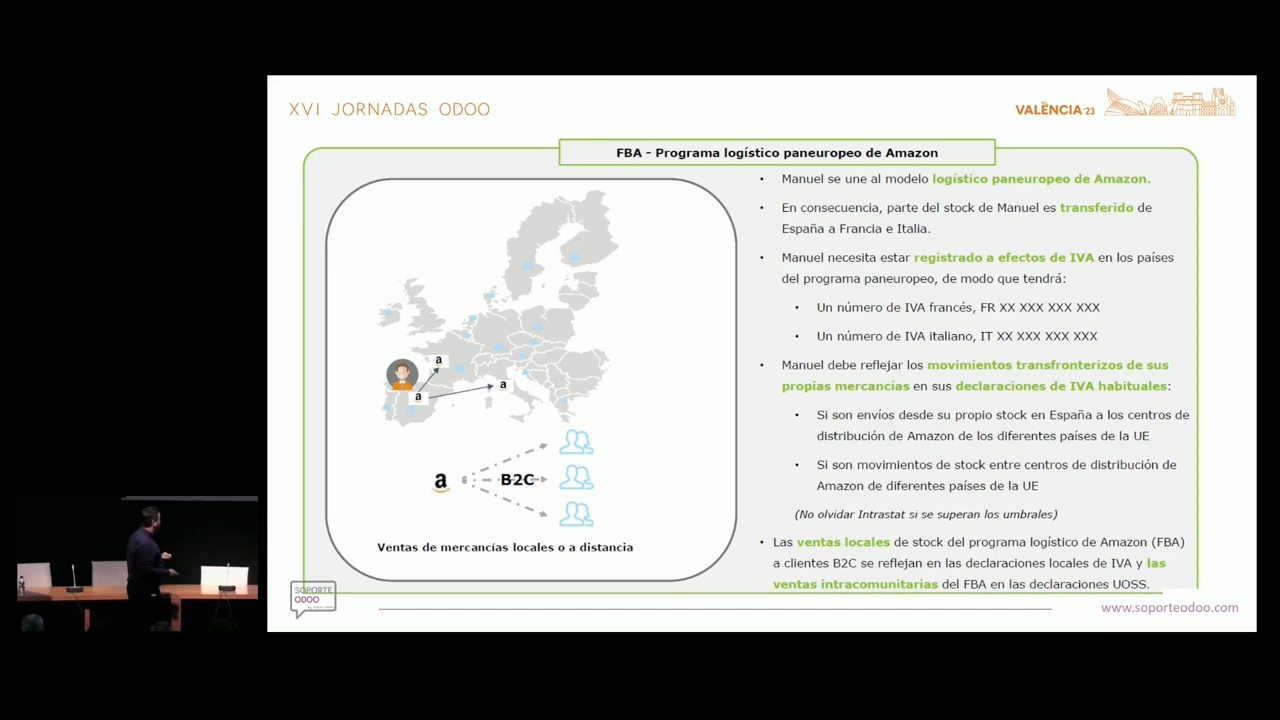 XVI JORNADAS ODOO
VALÈNCIA'23
FBA - Programa logístico paneuropeo de Amazon
• Manuel se une al modelo logístico paneuropeo de Amazon.
• En consecuencia, parte del stock de Manuel es transferido de
España a Francia e Italia.
• Manuel necesita estar registrado a efectos de IVA en los países
del programa paneuropeo, de modo que tendrá:
• Un número de IVA francés, FR XX XXX XXX XXX
• Un número de IVA italiano, IT XX XXX XXX XXX
• Manuel debe reflejar los movimientos transfronterizos de sus
propias mercancías en sus declaraciones de IVA habituales:
• Si son envíos desde su propio stock en España a los centros de
distribución de Amazon de los diferentes países de la UE
• Si son movimientos de stock entre centros de distribución de
Amazon de diferentes países de la UE
(No olvidar Intrastat si se superan los umbrales)
• Las ventas locales de stock del programa logístico de Amazon (FBA)
a clientes B2C se reflejan en las declaraciones locales de IVA y las
ventas intracomunitarias del FBA en las declaraciones UOSS.
a
a
a
a
B2C
Ventas de mercancías locales o a distancia
SOPORTE
ODOO
www.soporteodoo.com